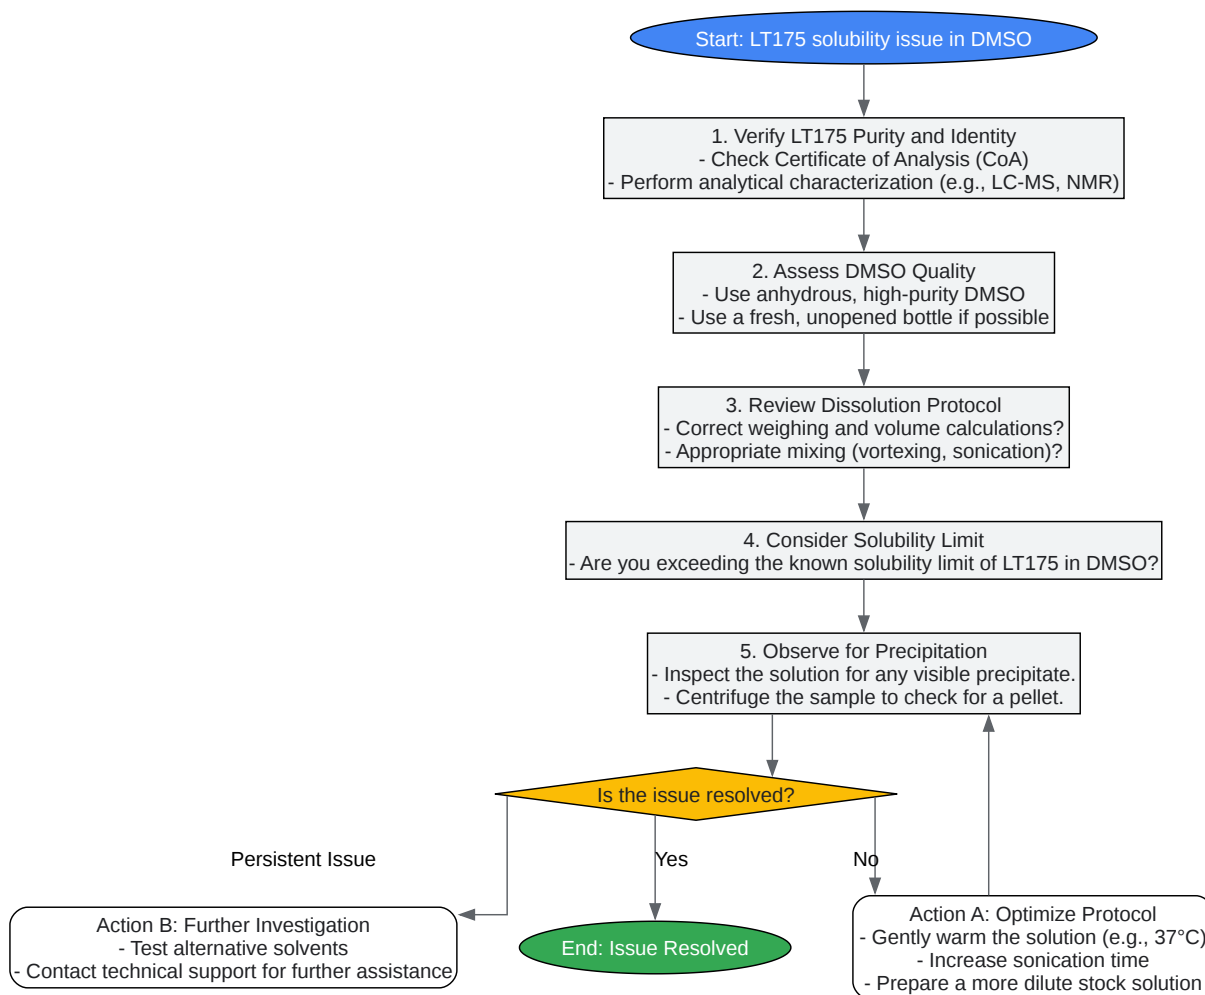 Start: LT175 solubility issue in DMSO
1. Verify LT175 Purity and Identity
- Check Certificate of Analysis (CoA)
- Perform analytical characterization (e.g., LC-MS, NMR)
2. Assess DMSO Quality
- Use anhydrous, high-purity DMSO
- Use a fresh, unopened bottle if possible
3. Review Dissolution Protocol
- Correct weighing and volume calculations?
- Appropriate mixing (vortexing, sonication)?
4. Consider Solubility Limit
- Are you exceeding the known solubility limit of LT175 in DMSO?
5. Observe for Precipitation
- Inspect the solution for any visible precipitate.
- Centrifuge the sample to check for a pellet.
Is the issue resolved?
Persistent Issue
Yes
No
Action B: Further Investigation
- Test alternative solvents
- Contact technical support for further assistance
End: Issue Resolved
Action A: Optimize Protocol
- Gently warm the solution (e.g., 37°C)
- Increase sonication time
- Prepare a more dilute stock solution